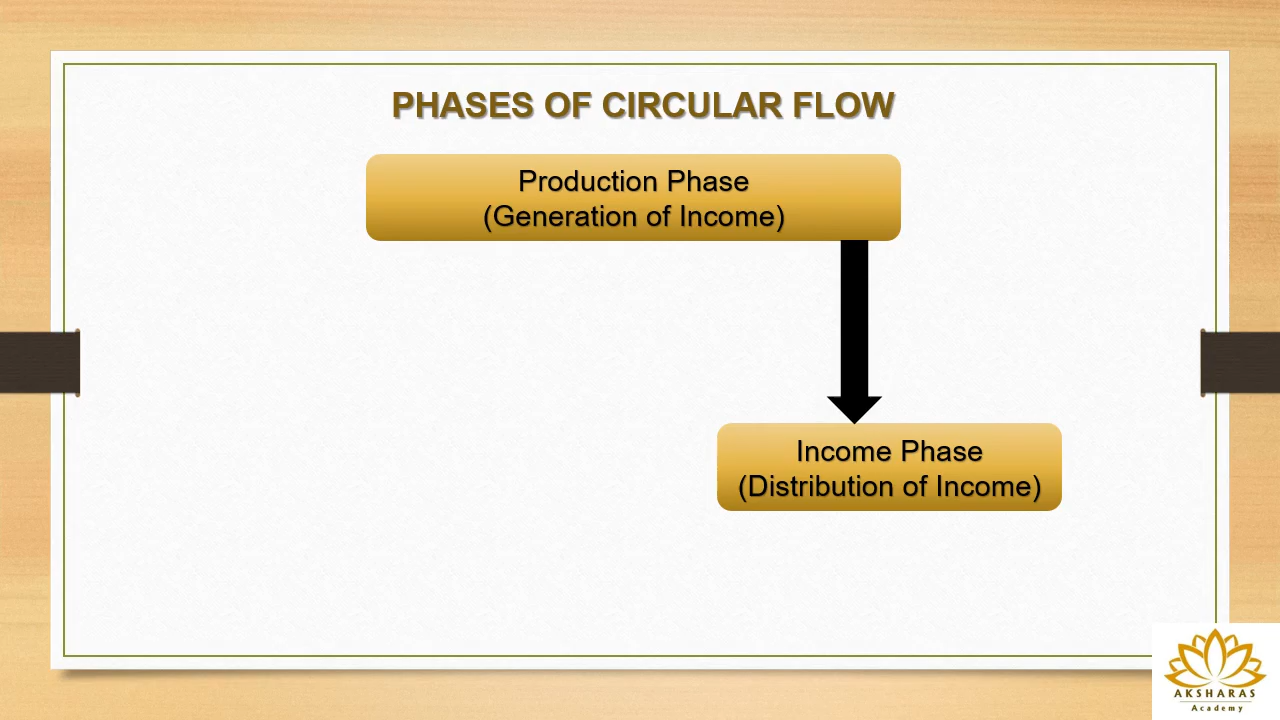 PHASES OF CIRCULAR FLOW
Production Phase
(Generation of Income)
Income Phase
(Distribution of Income)
AKSHARAS
Academy